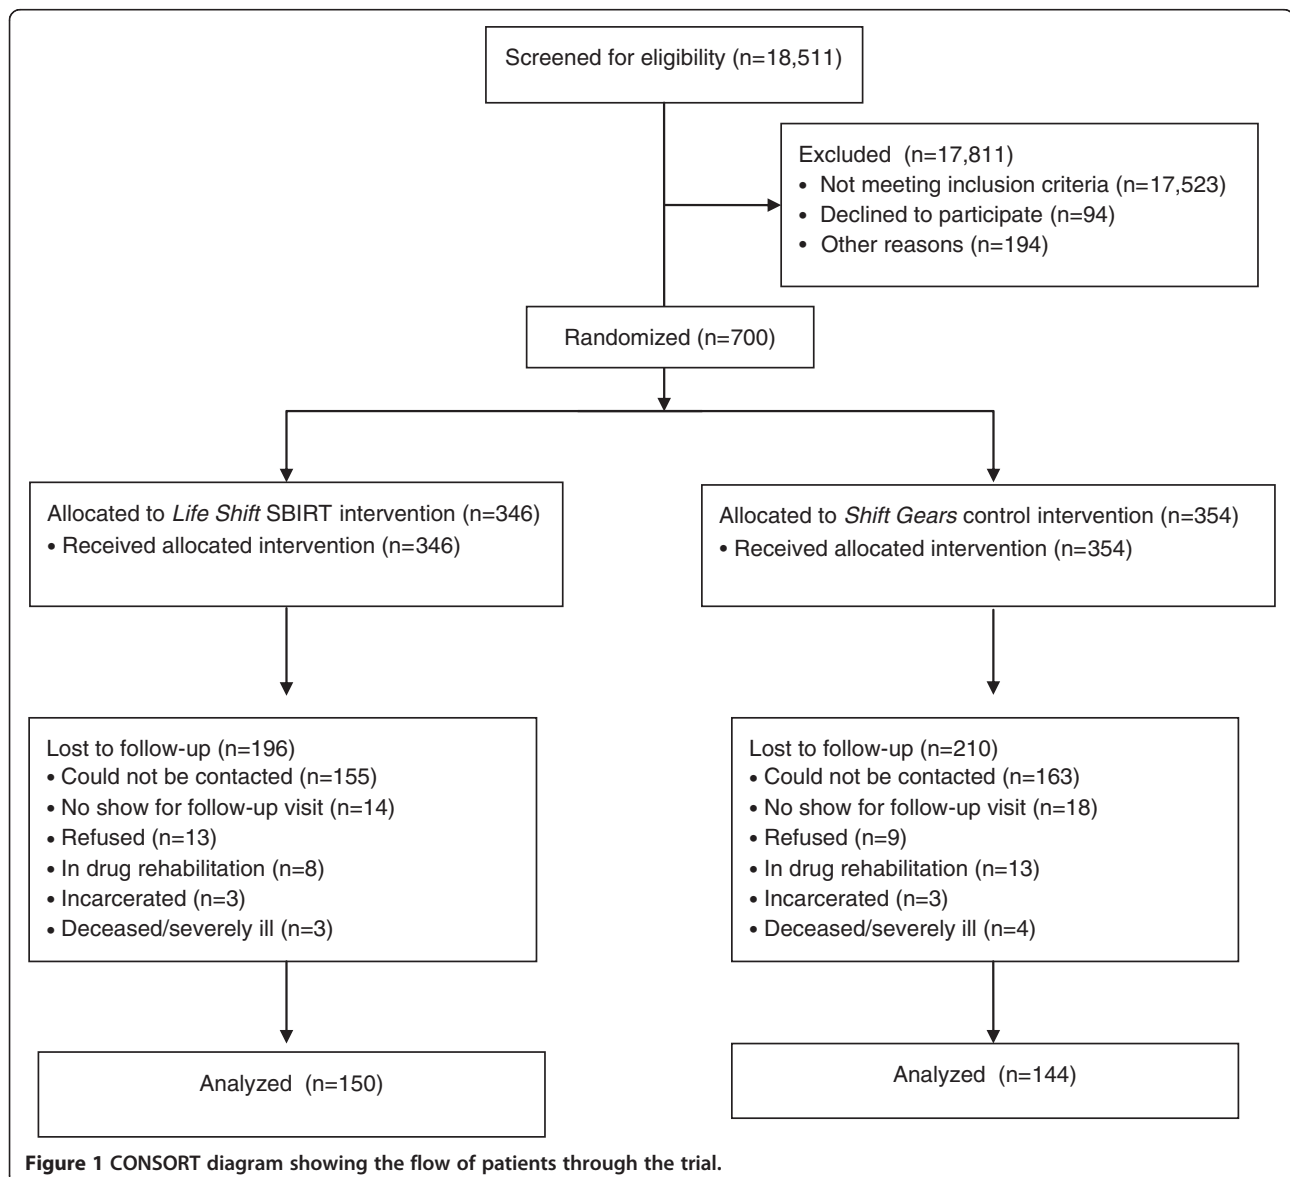 Screened for eligibility (n=18,511)
Excluded (n=17,811)
• Not meeting inclusion criteria (n=17,523)
• Declined to participate (n=94)
• Other reasons (n=194)
Randomized (n=700)
Allocated to Life Shift SBIRT intervention (n=346)
• Received allocated intervention (n=346)
Allocated to Shift Gears control intervention (n=354)
• Received allocated intervention (n=354)
Lost to follow-up (n=196)
• Could not be contacted (n=155)
• No show for follow-up visit (n=14)
• Refused (n=13)
• In drug rehabilitation (n=8)
• Incarcerated (n=3)
• Deceased/severely ill (n=3)
Lost to follow-up (n=210)
• Could not be contacted (n=163)
• No show for follow-up visit (n=18)
• Refused (n=9)
• In drug rehabilitation (n=13)
• Incarcerated (n=3)
• Deceased/severely ill (n=4)
Analyzed (n=150)
Analyzed (n=144)
Figure 1 CONSORT diagram showing the flow of patients through the trial.